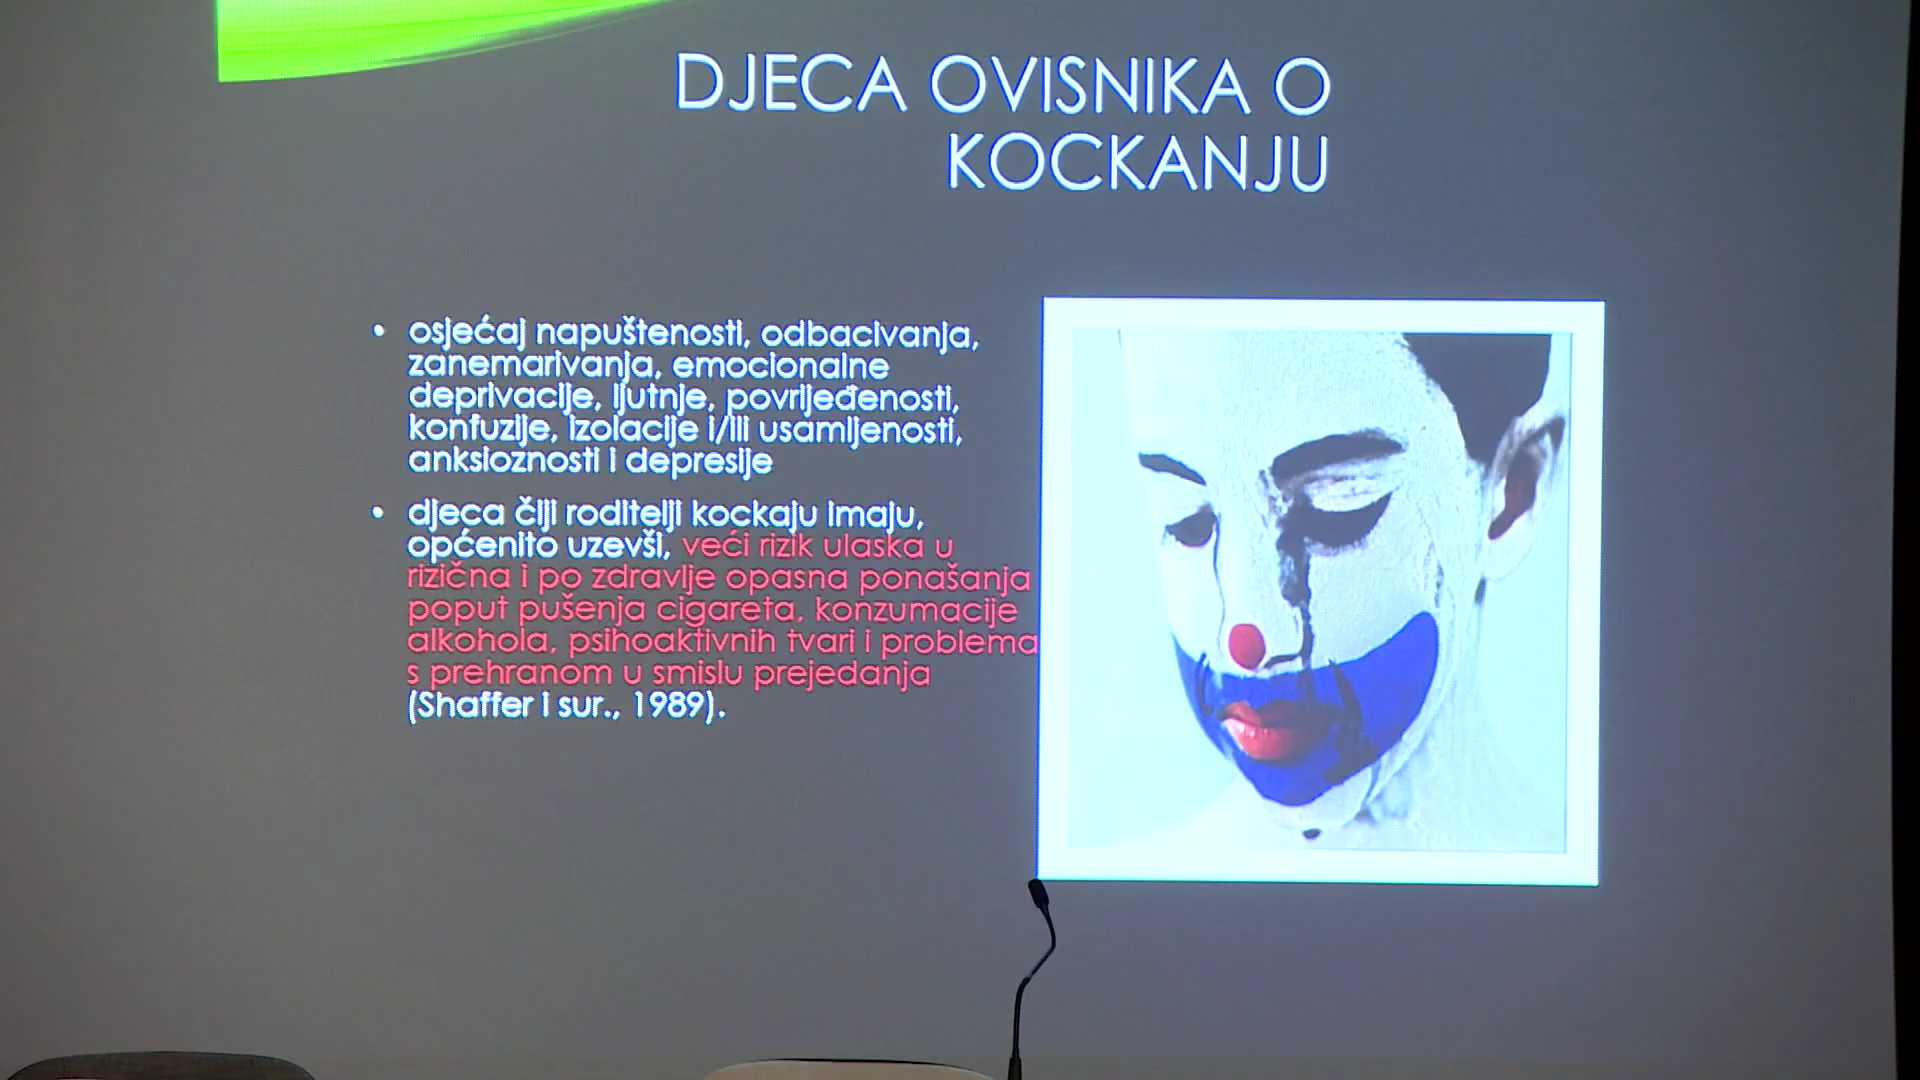 DJECA OVISNIKA O
KOCKANJU
• osjećaj napuštenosti, odbacivanja,
zanemarivanja, emocionalne
deprivacije, ljutnje, povrijeđenosti,
konfuzije, izolacije i/ili usamljenosti,
anksioznosti i depresije
• djeca čiji roditelji kockaju imaju,
općenito uzevši, veći rizik ulaska u
rizična i po zdravlje opasna ponašanja
poput pušenja cigareta, konzumacije
alkohola, psihoaktivnih tvari i problema
s prehranom u smislu prejedanja
(Shaffer i sur., 1989).